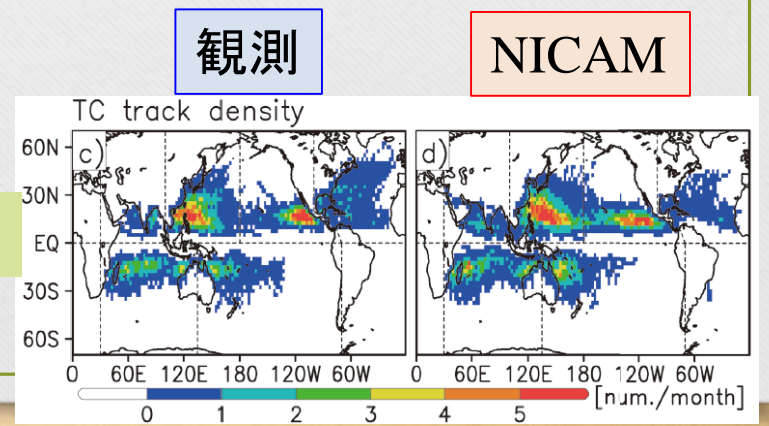 観測
NICAM
TC track density
c)
d)
60N
30N
EQ
30S
60S
0 60E 120E 180 120W 60W 0 60E 120E 180 120W 60W
0 1 2 3 4 5 [num./month]